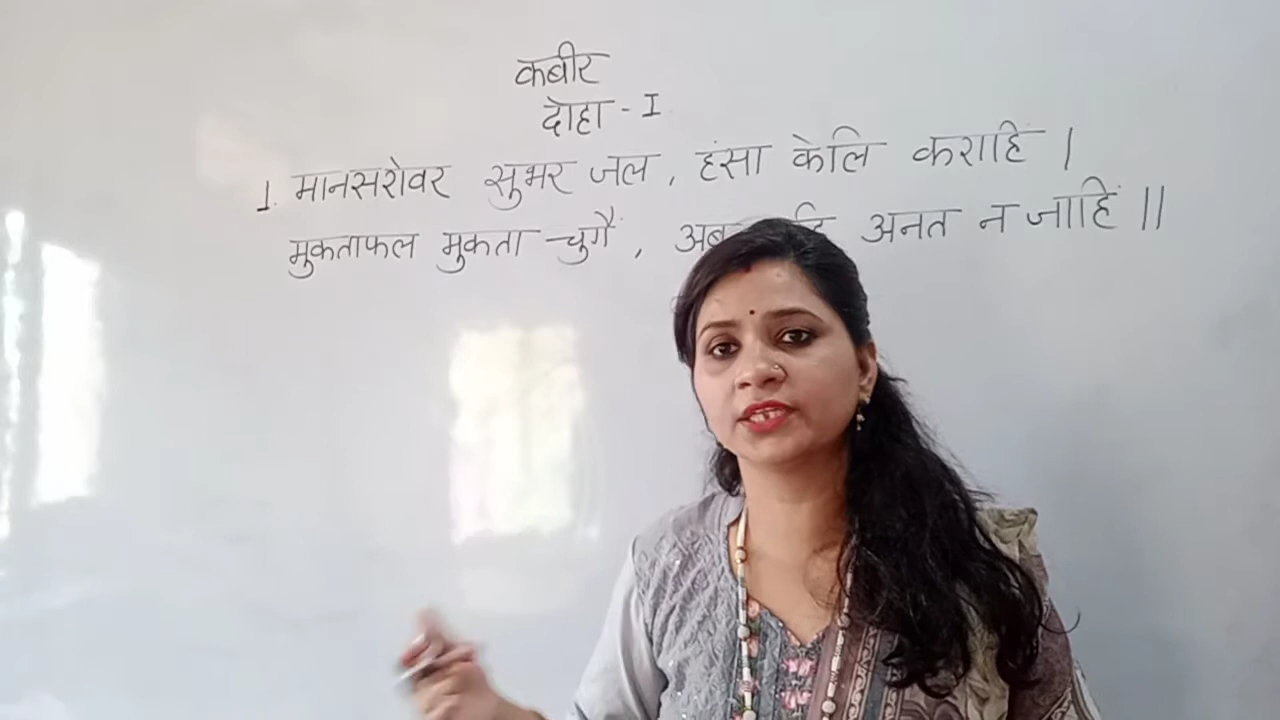 कबीर
दोहा - I
1. मानसरोवर सुभर जल, हंसा केलि कराहिं।
मुकताफल मुकता चुगैं, अनत न जाहिं॥